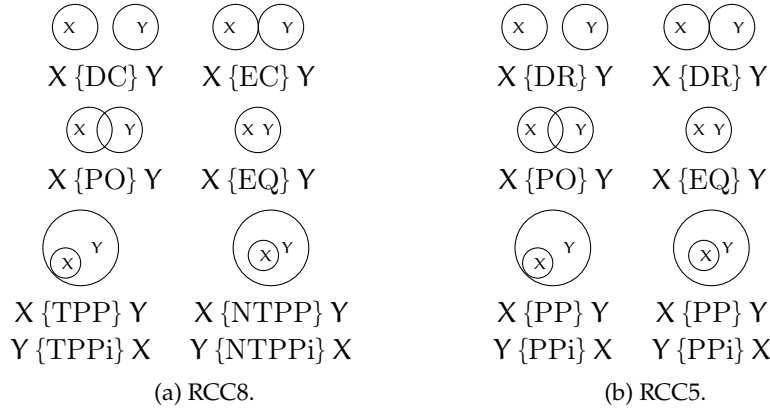 X Y X Y
X {DC} Y X {EC} Y
X Y X Y
X {PO} Y X {EQ} Y
X Y X Y
X {TPP} Y X {NTPP} Y
Y {TPPi} X Y {NTPPi} X
(a) RCC8.
X Y X Y
X {DR} Y X {DR} Y
X Y X Y
X {PO} Y X {EQ} Y
X Y X Y
X {PP} Y X {PP} Y
Y {PPi} X Y {PPi} X
(b) RCC5.